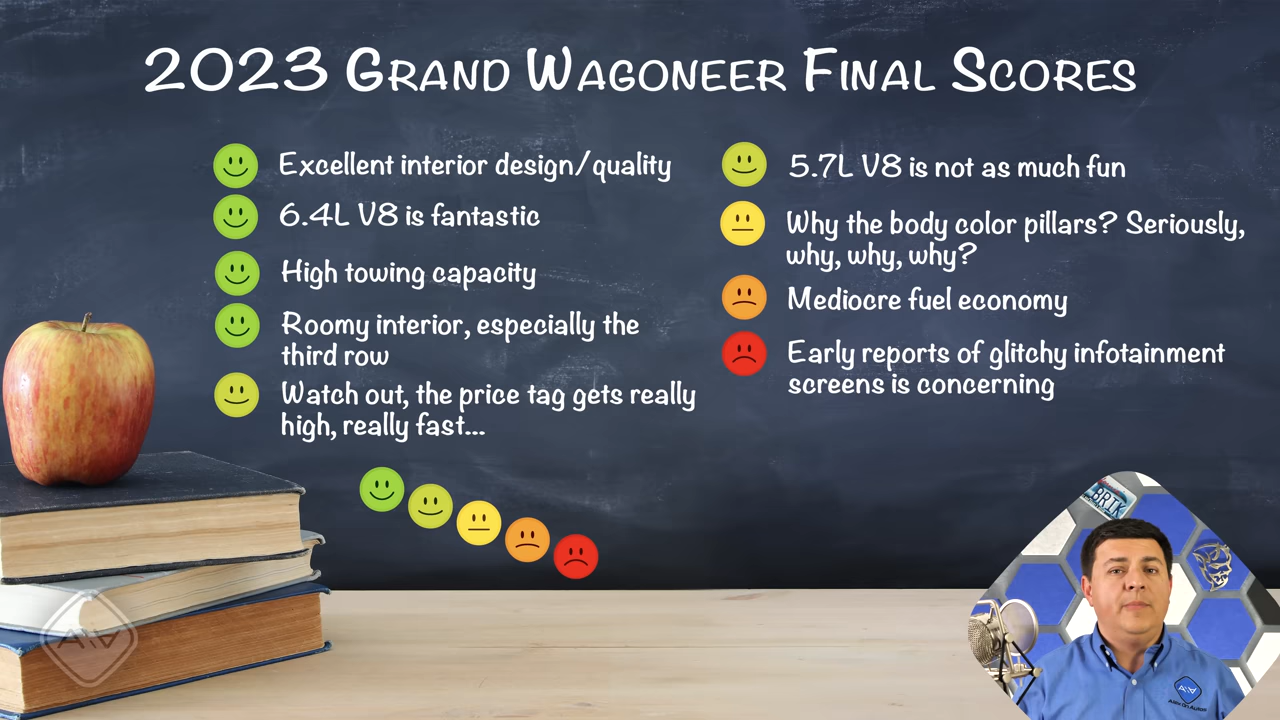 2023 Grand Wagoneer Final Scores
Excellent interior design/quality
6.4L V8 is fantastic
High towing capacity
Roomy interior, especially the
third row
Watch out, the price tag gets really
high, really fast...
5.7L V8 is not as much fun
Why the body color pillars? Seriously,
why, why, why?
Mediocre fuel economy
Early reports of glitchy infotainment
screens is concerning
BRTK